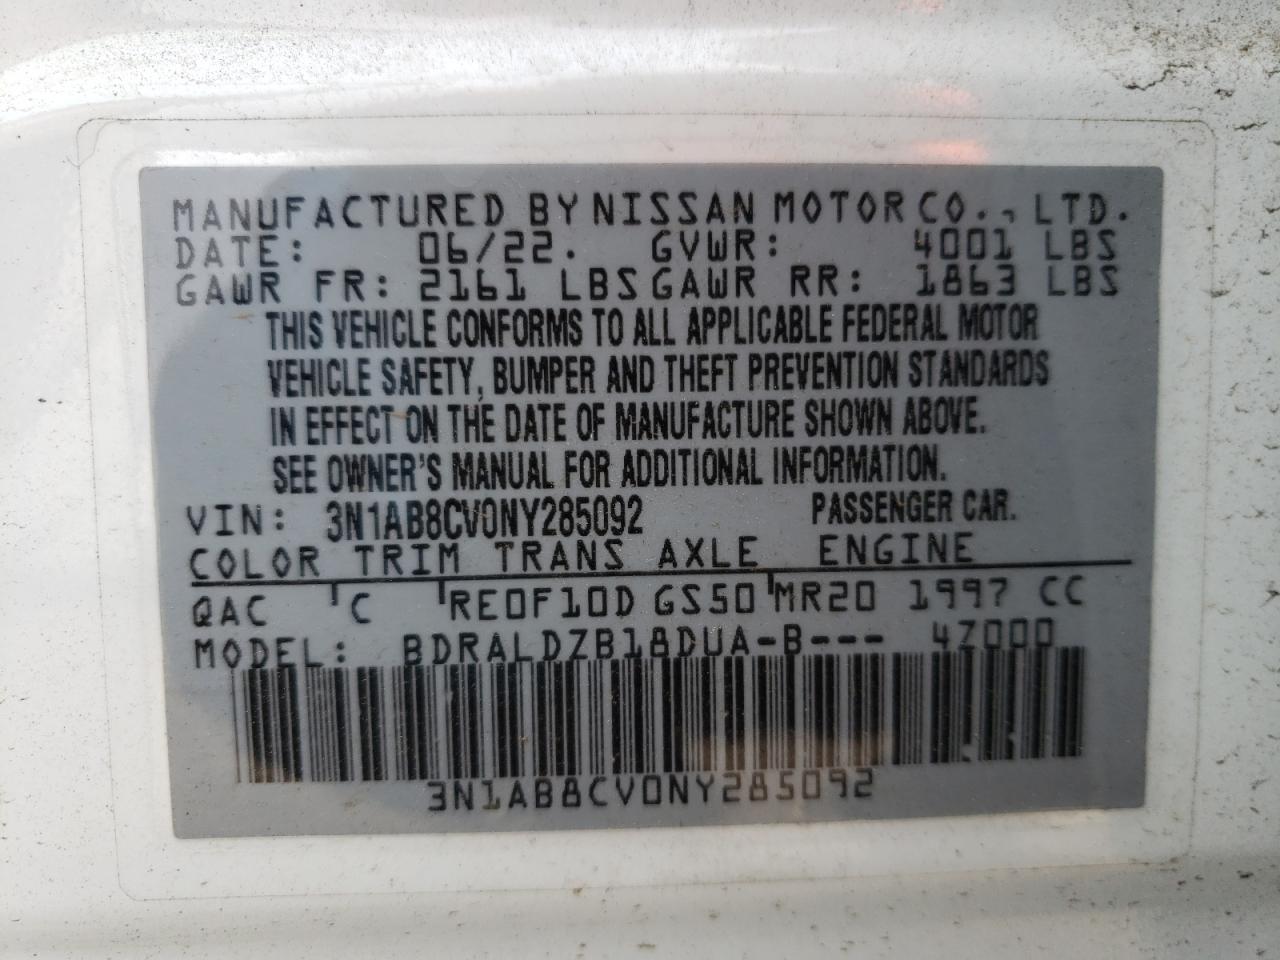 MANUFACTURED BY NISSAN MOTOR CO., LTD.
DATE: 06/22. GVWR: 4001 LBS
GAWR FR: 2161 LBS GAWR RR: 1863 LBS
THIS VEHICLE CONFORMS TO ALL APPLICABLE FEDERAL MOTOR
VEHICLE SAFETY, BUMPER AND THEFT PREVENTION STANDARDS
IN EFFECT ON THE DATE OF MANUFACTURE SHOWN ABOVE.
SEE OWNER'S MANUAL FOR ADDITIONAL INFORMATION.
VIN: 3N1AB8CV0NY285092 PASSENGER CAR.
COLOR TRIM TRANS AXLE ENGINE
QAC C RE0F10D GS50 MR20 1997 CC
MODEL: BDRALDZB18DUA-B--- 4Z000
3N1AB8CV0NY285092